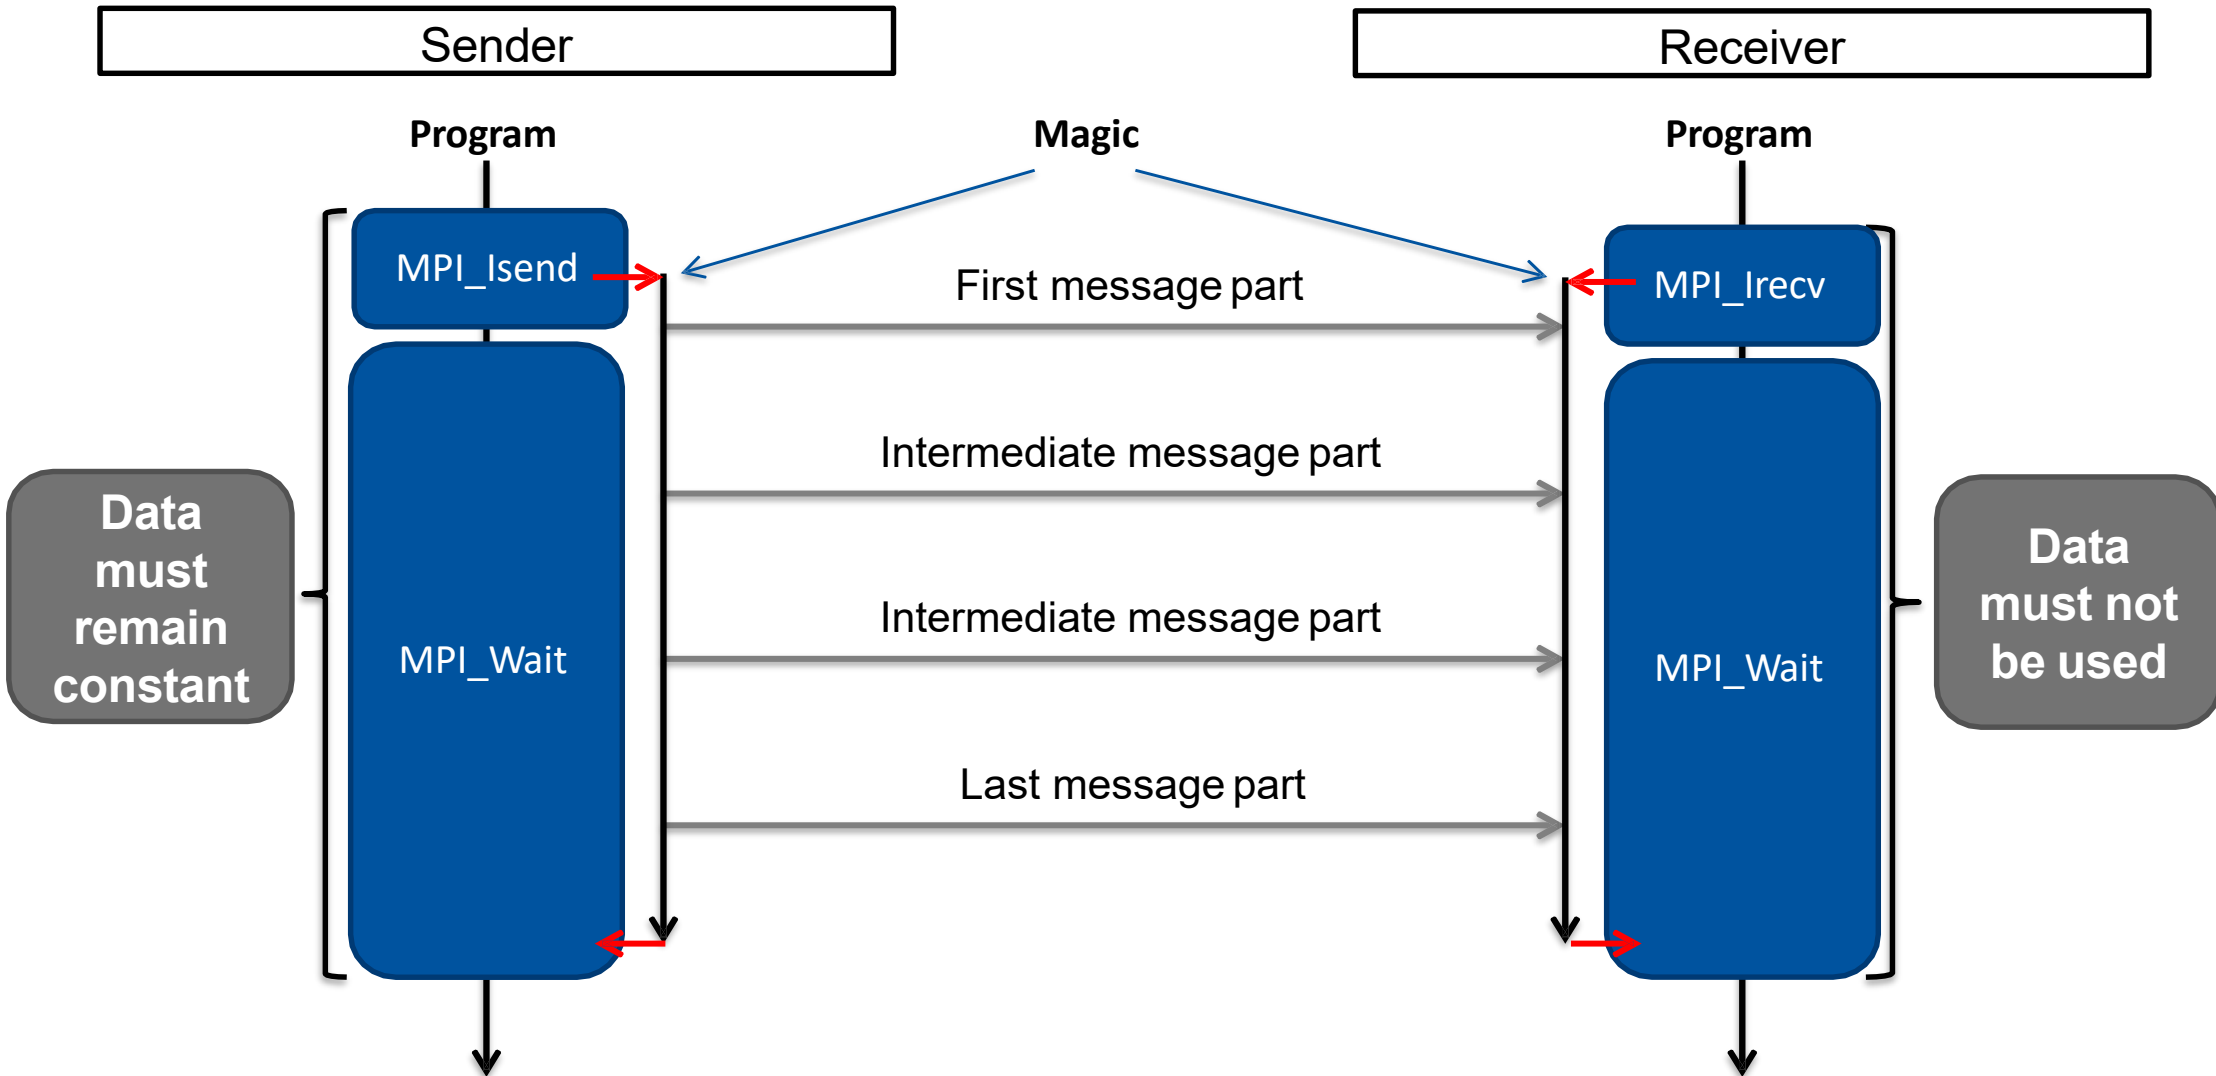 Sender
Receiver
Program
Magic
Program
MPI_Isend
First message part
MPI_Irecv
Intermediate message part
Data
must
remain
constant
Intermediate message part
MPI_Wait
MPI_Wait
Data
must not
be used
Last message part